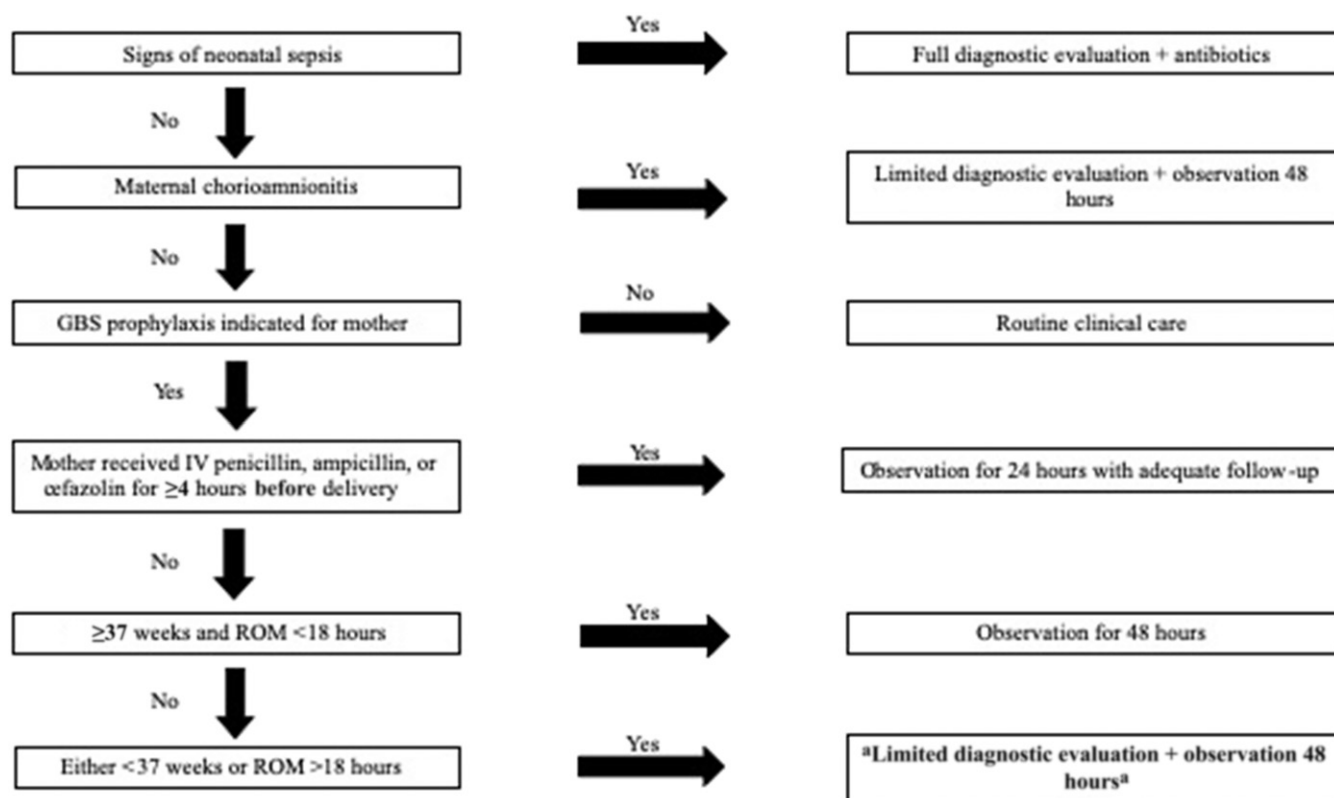 Yes
Signs of neonatal sepsis
Full diagnostic evaluation + antibiotics
No
Yes
Maternal chorioamnionitis
Limited diagnostic evaluation + observation 48
hours
No
No
GBS prophylaxis indicated for mother
Routine clinical care
Yes
Yes
Mother received IV penicillin, ampicillin, or
cefazolin for ≥4 hours before delivery
Observation for 24 hours with adequate follow-up
No
Yes
≥37 weeks and ROM <18 hours
Observation for 48 hours
No
Yes
Either <37 weeks or ROM >18 hours
ᵃLimited diagnostic evaluation + observation 48
hoursᵃ